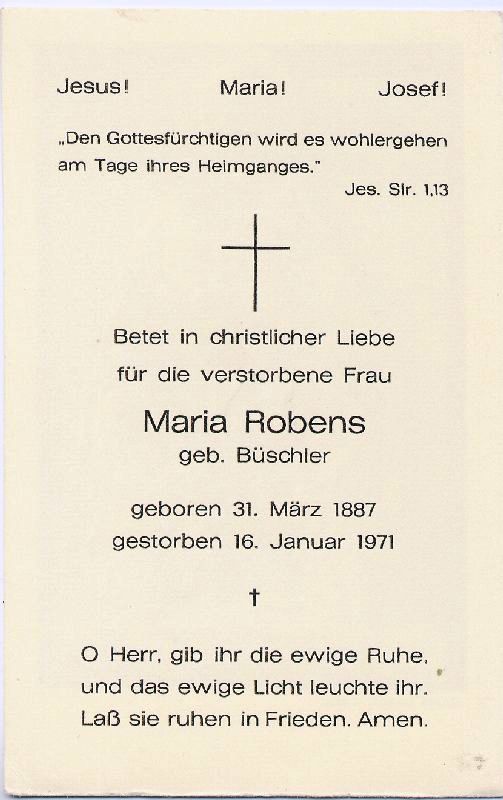 Jesus! Maria! Josef!
„Den Gottesfürchtigen wird es wohlergehen
am Tage ihres Heimganges."
Jes. Sir. 1,13
Betet in christlicher Liebe
für die verstorbene Frau
Maria Robens
geb. Büschler
geboren 31. März 1887
gestorben 16. Januar 1971
†
O Herr, gib ihr die ewige Ruhe,
und das ewige Licht leuchte ihr.
Laß sie ruhen in Frieden. Amen.